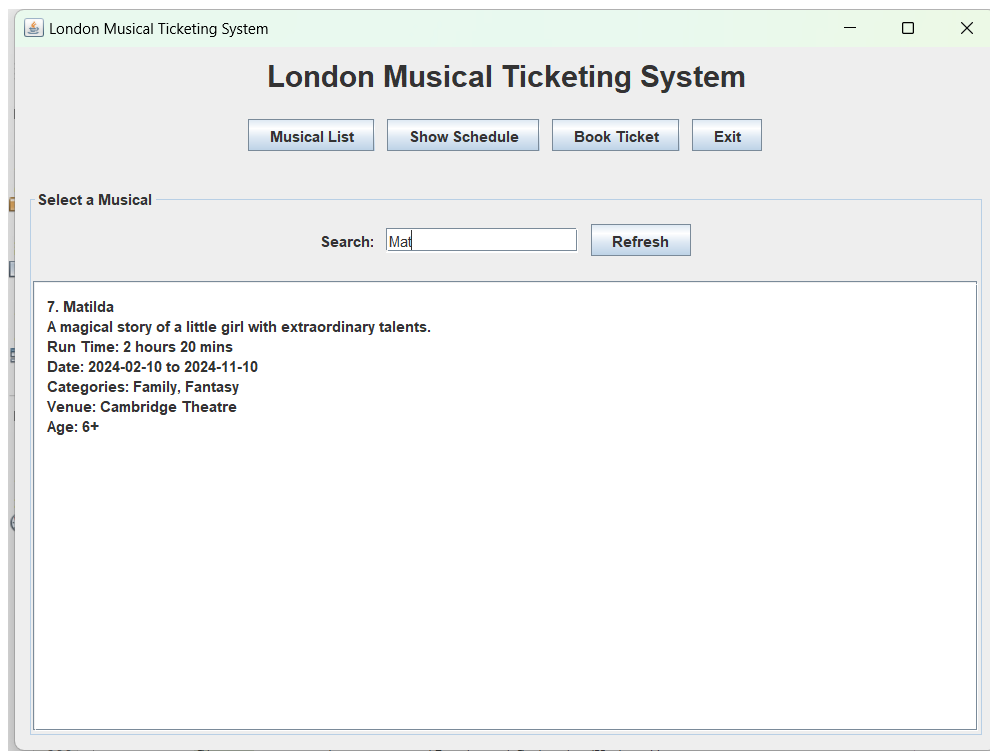 London Musical Ticketing System
London Musical Ticketing System
Musical List Show Schedule Book Ticket Exit
Select a Musical
Search: Mat Refresh
7. Matilda
A magical story of a little girl with extraordinary talents.
Run Time: 2 hours 20 mins
Date: 2024-02-10 to 2024-11-10
Categories: Family, Fantasy
Venue: Cambridge Theatre
Age: 6+